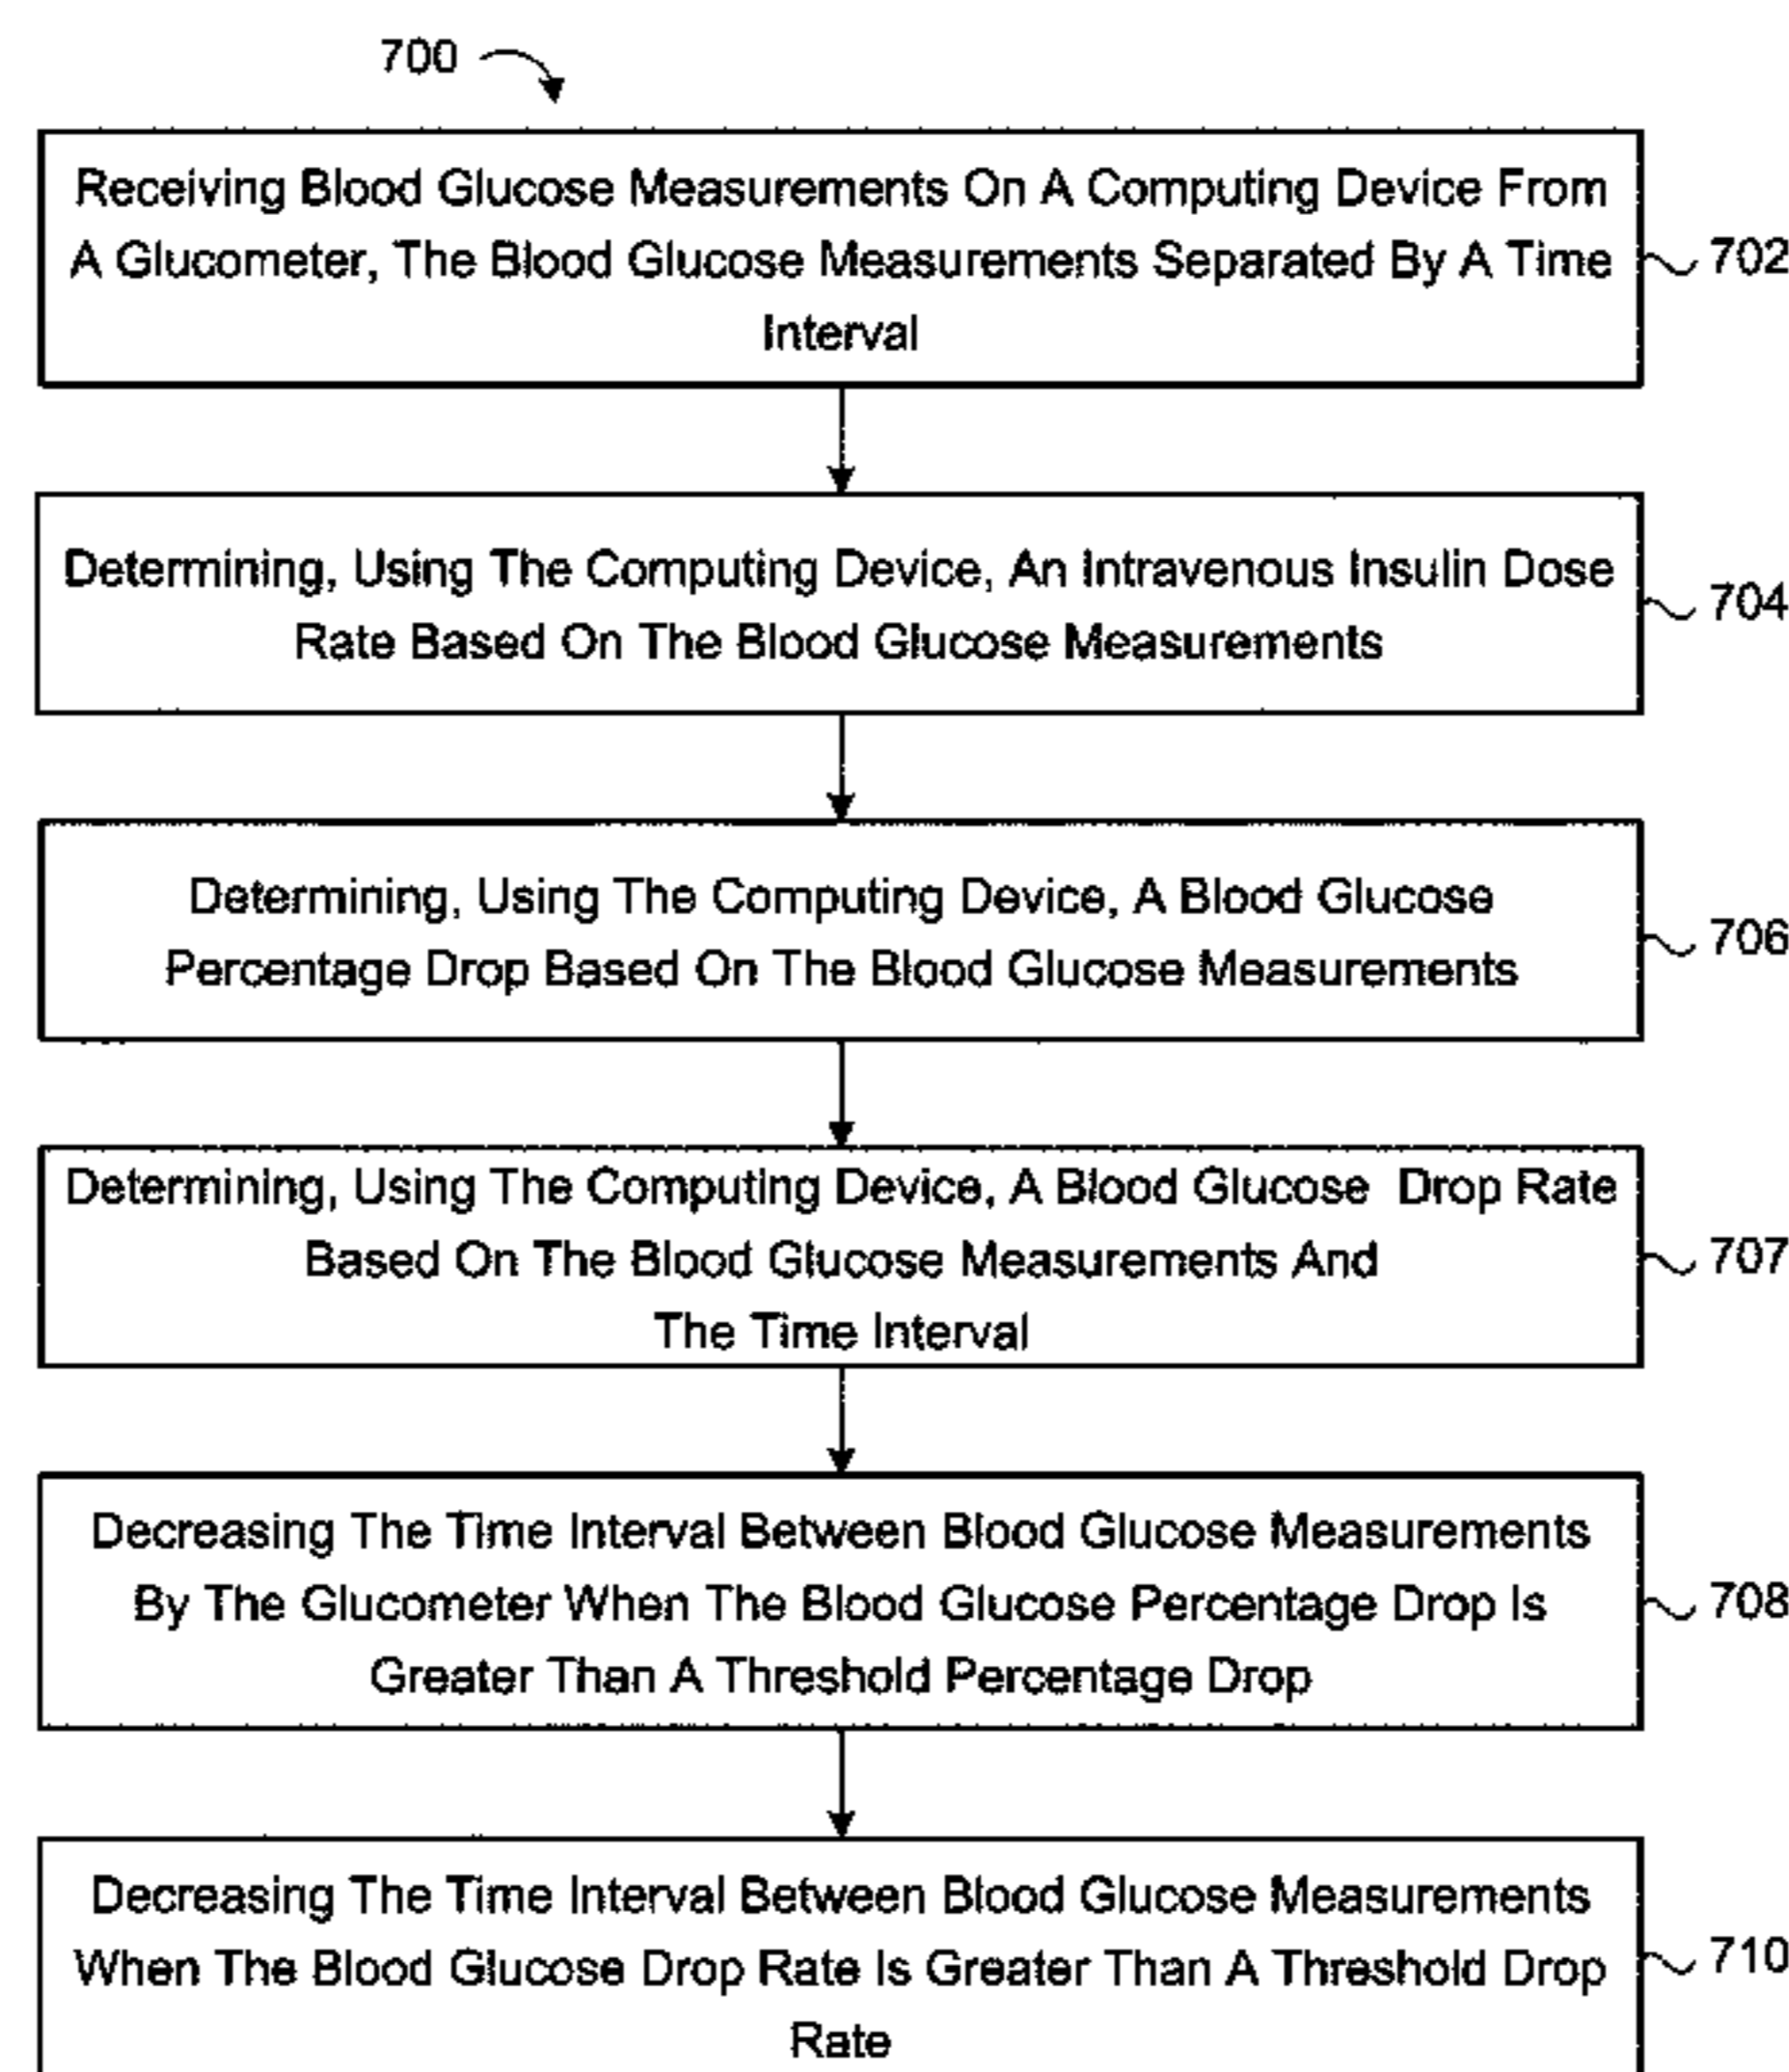 700
Receiving Blood Glucose Measurements On A Computing Device From
A Glucometer, The Blood Glucose Measurements Separated By A Time
Interval
702
Determining, Using The Computing Device, An Intravenous Insulin Dose
Rate Based On The Blood Glucose Measurements
704
Determining, Using The Computing Device, A Blood Glucose
Percentage Drop Based On The Blood Glucose Measurements
706
Determining, Using The Computing Device, A Blood Glucose Drop Rate
Based On The Blood Glucose Measurements And
The Time Interval
707
Decreasing The Time Interval Between Blood Glucose Measurements
By The Glucometer When The Blood Glucose Percentage Drop Is
Greater Than A Threshold Percentage Drop
708
Decreasing The Time Interval Between Blood Glucose Measurements
When The Blood Glucose Drop Rate Is Greater Than A Threshold Drop
Rate
710